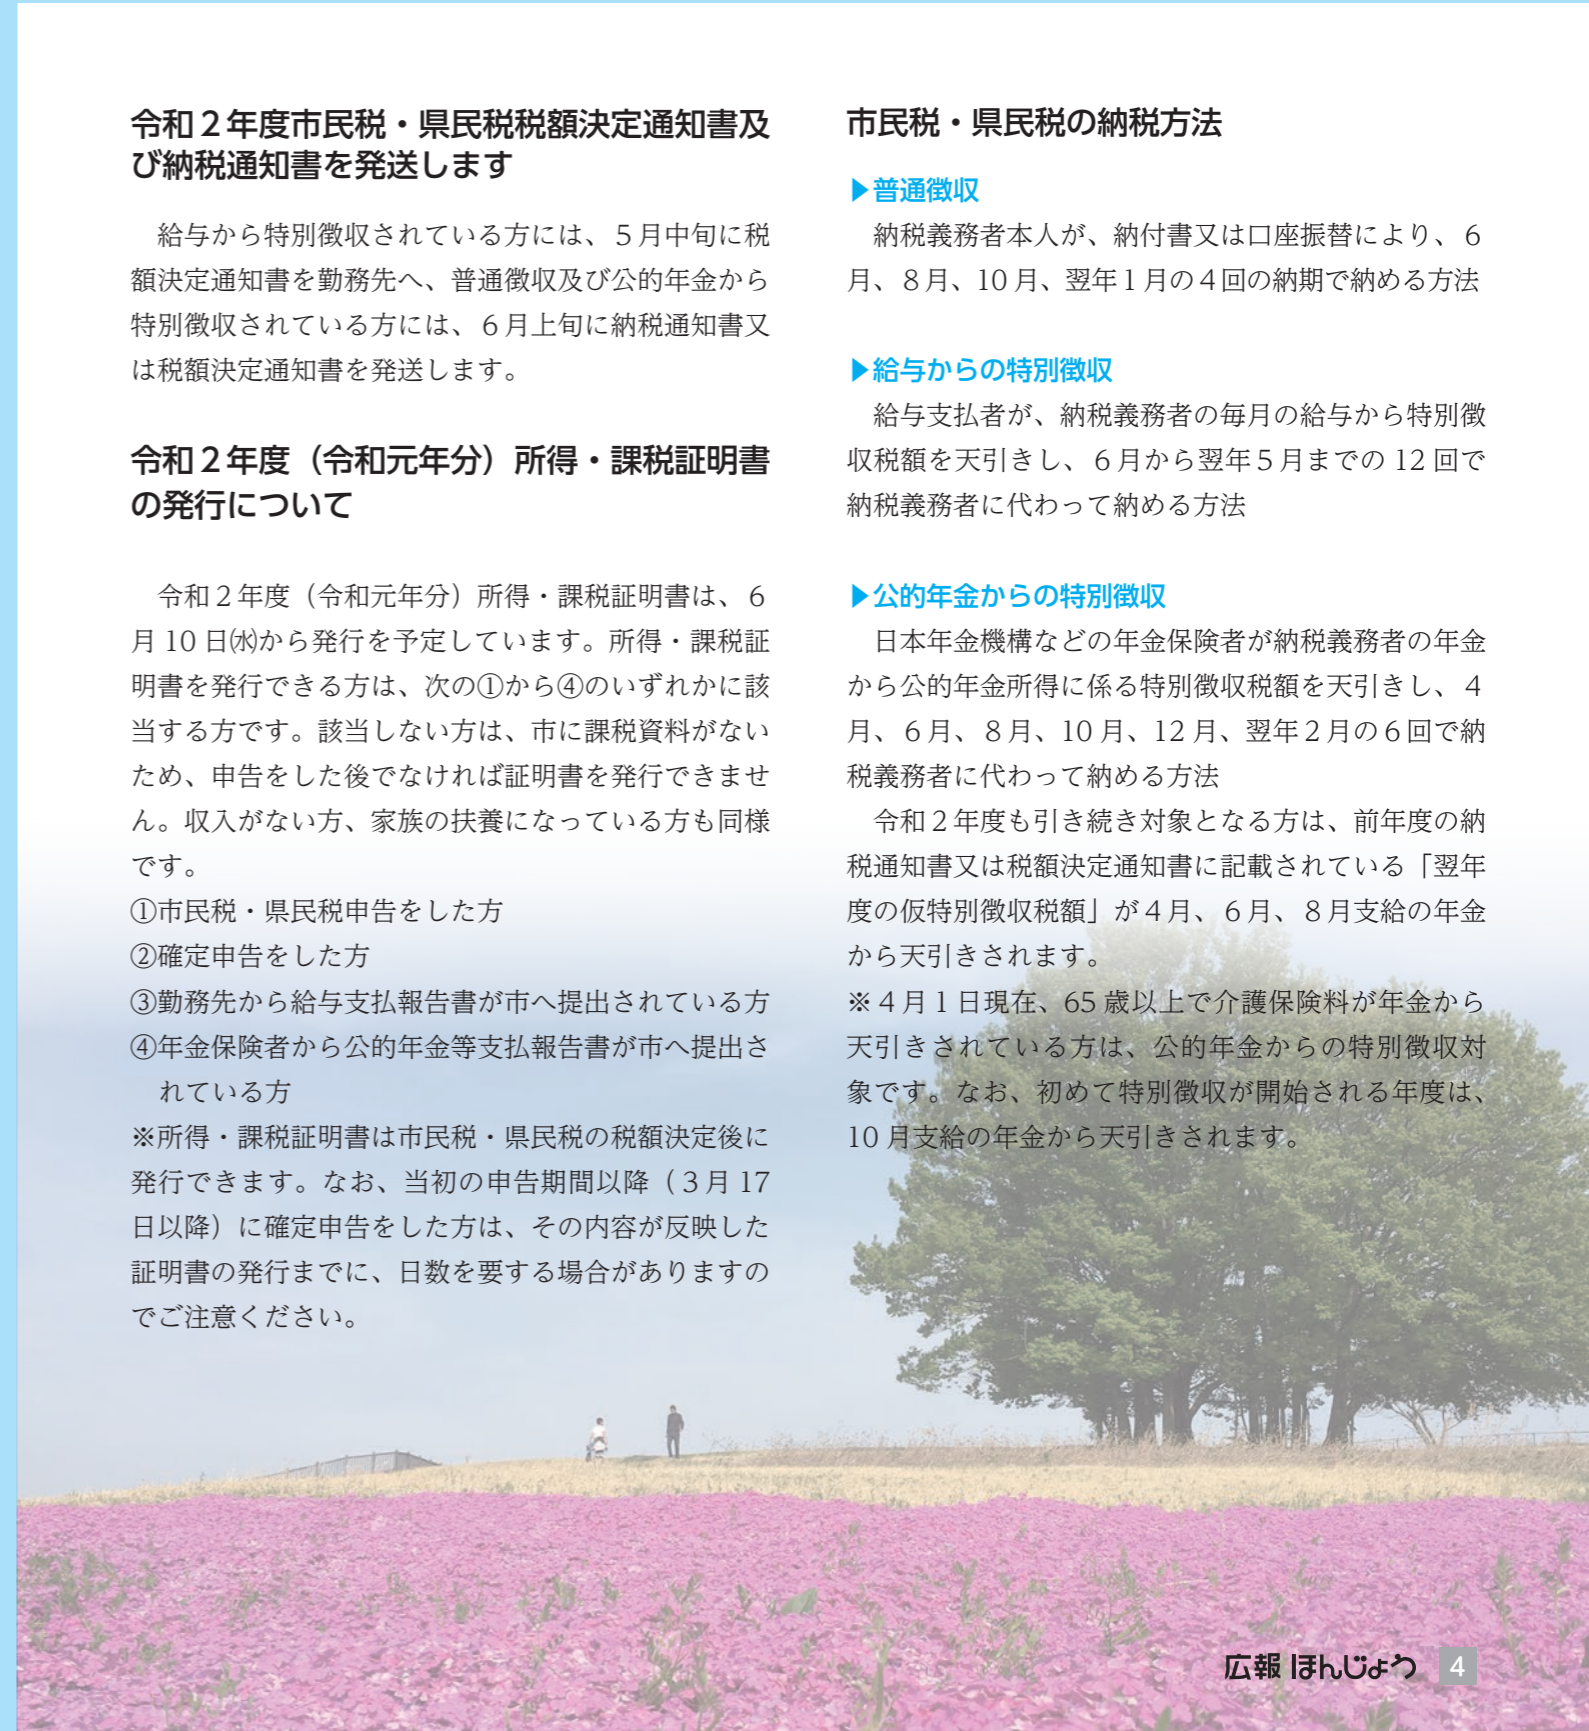 令和２年度市民税・県民税税額決定通知書及
び納税通知書を発送します
給与から特別徴収されている方には、５月中旬に税
額決定通知書を勤務先へ、普通徴収及び公的年金から
特別徴収されている方には、６月上旬に納税通知書又
は税額決定通知書を発送します。
令和２年度（令和元年分）所得・課税証明書
の発行について
令和２年度（令和元年分）所得・課税証明書は、６
月 10 日㈬から発行を予定しています。所得・課税証
明書を発行できる方は、次の①から④のいずれかに該
当する方です。該当しない方は、市に課税資料がない
ため、申告をした後でなければ証明書を発行できませ
ん。収入がない方、家族の扶養になっている方も同様
です。
①市民税・県民税申告をした方
②確定申告をした方
③勤務先から給与支払報告書が市へ提出されている方
④年金保険者から公的年金等支払報告書が市へ提出さ
れている方
※所得・課税証明書は市民税・県民税の税額決定後に
発行できます。なお、当初の申告期間以降（３月 17
日以降）に確定申告をした方は、その内容が反映した
証明書の発行までに、日数を要する場合がありますの
でご注意ください。
市民税・県民税の納税方法
▶普通徴収
納税義務者本人が、納付書又は口座振替により、６
月、８月、10 月、翌年１月の４回の納期で納める方法
▶給与からの特別徴収
給与支払者が、納税義務者の毎月の給与から特別徴
収税額を天引きし、６月から翌年５月までの 12 回で
納税義務者に代わって納める方法
▶公的年金からの特別徴収
日本年金機構などの年金保険者が納税義務者の年金
から公的年金所得に係る特別徴収税額を天引きし、４
月、６月、８月、10 月、12 月、翌年２月の６回で納
税義務者に代わって納める方法
令和２年度も引き続き対象となる方は、前年度の納
税通知書又は税額決定通知書に記載されている「翌年
度の仮特別徴収税額」が４月、６月、８月支給の年金
から天引きされます。
※４月１日現在、65 歳以上で介護保険料が年金から
天引きされている方は、公的年金からの特別徴収対
象です。なお、初めて特別徴収が開始される年度は、
10 月支給の年金から天引きされます。
広報 ほんじょう 4